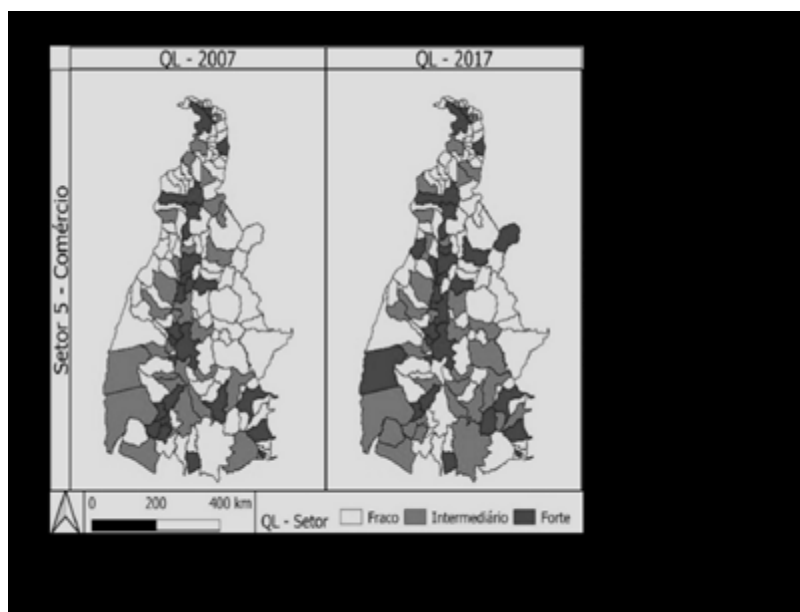 QL - 2007
QL - 2017
Setor 5 - Comércio
0 200 400 km
QL - Setor Fraco Intermediário Forte